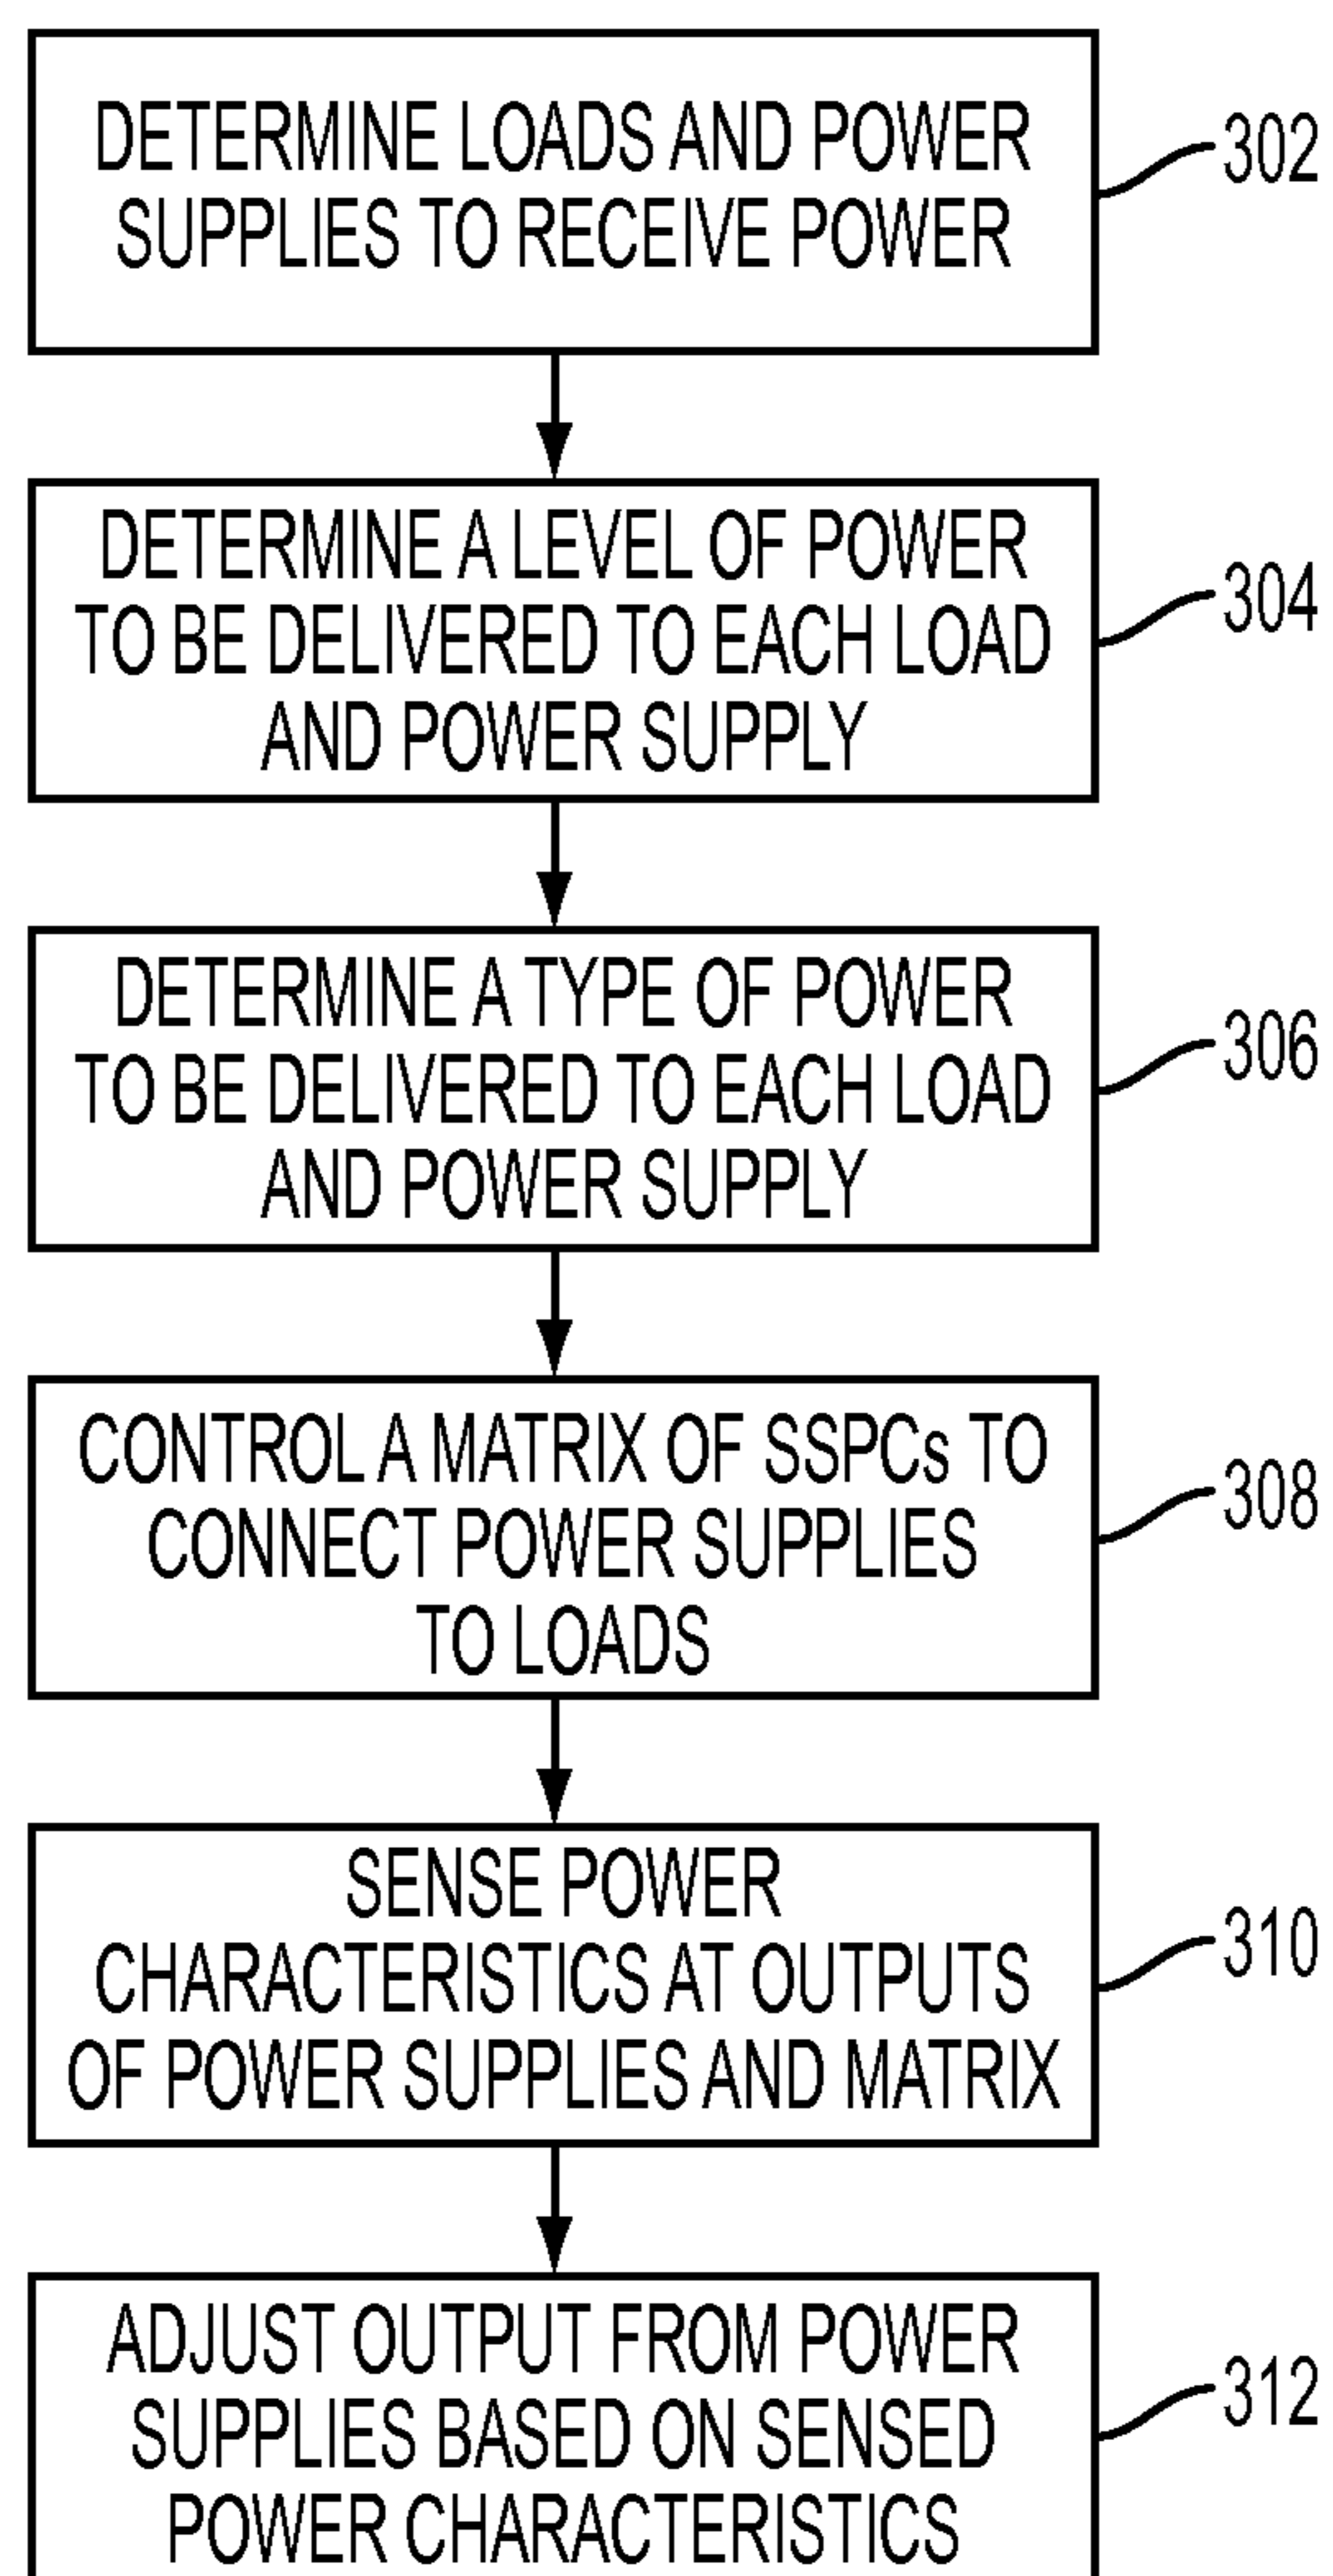 DETERMINE LOADS AND POWER
SUPPLIES TO RECEIVE POWER
302
DETERMINE A LEVEL OF POWER
TO BE DELIVERED TO EACH LOAD
AND POWER SUPPLY
304
DETERMINE A TYPE OF POWER
TO BE DELIVERED TO EACH LOAD
AND POWER SUPPLY
306
CONTROL A MATRIX OF SSPCs TO
CONNECT POWER SUPPLIES
TO LOADS
308
SENSE POWER
CHARACTERISTICS AT OUTPUTS
OF POWER SUPPLIES AND MATRIX
310
ADJUST OUTPUT FROM POWER
SUPPLIES BASED ON SENSED
POWER CHARACTERISTICS
312